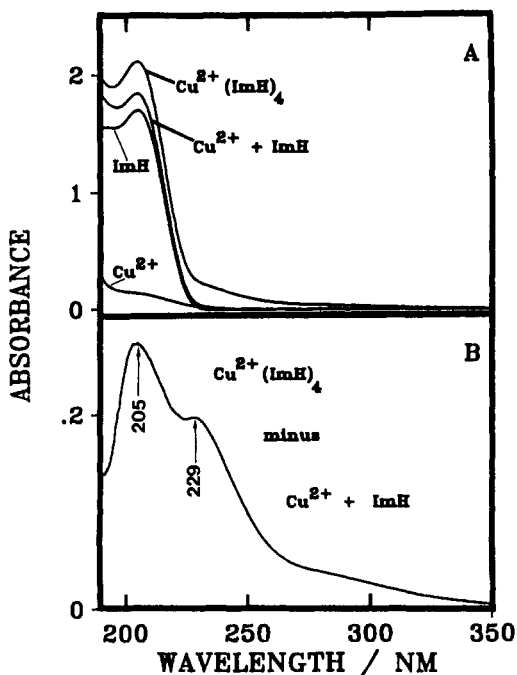 A
2
Cu2+ (ImH)4
Cu2+ + ImH
ImH
1
Cu2+
0
ABSORBANCE
B
Cu2+ (ImH)4
.2
205
229
minus
Cu2+ + ImH
0
200 250 300 350
WAVELENGTH / NM